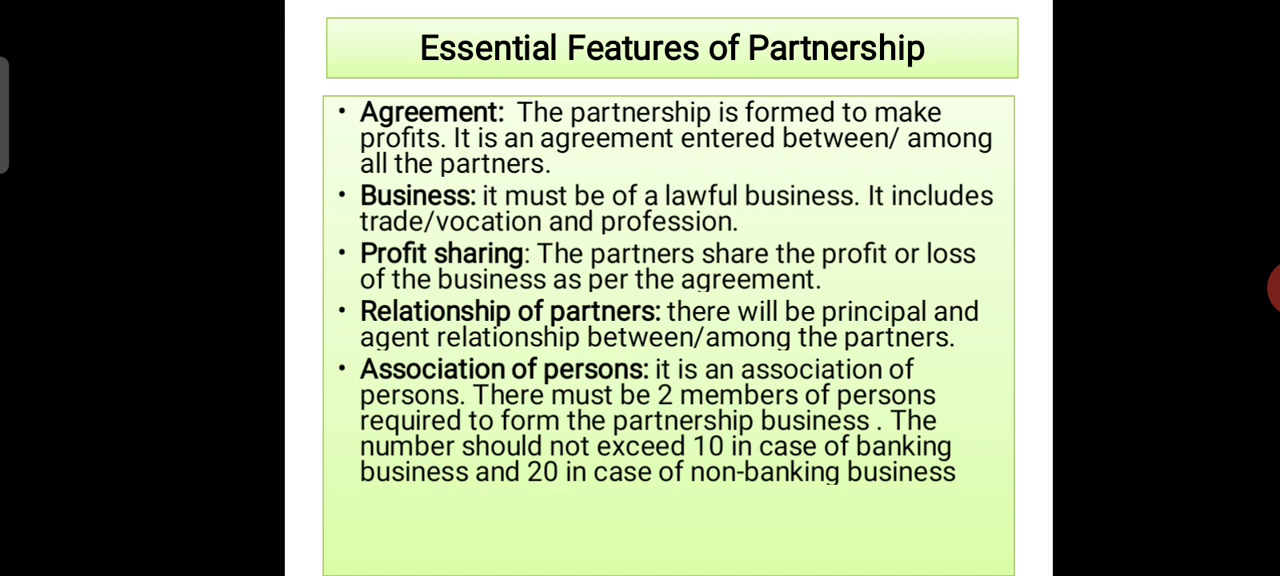 Essential Features of Partnership
• Agreement: The partnership is formed to make
profits. It is an agreement entered between/ among
all the partners.
• Business: it must be of a lawful business. It includes
trade/vocation and profession.
• Profit sharing: The partners share the profit or loss
of the business as per the agreement.
• Relationship of partners: there will be principal and
agent relationship between/among the partners.
• Association of persons: it is an association of
persons. There must be 2 members of persons
required to form the partnership business . The
number should not exceed 10 in case of banking
business and 20 in case of non-banking business